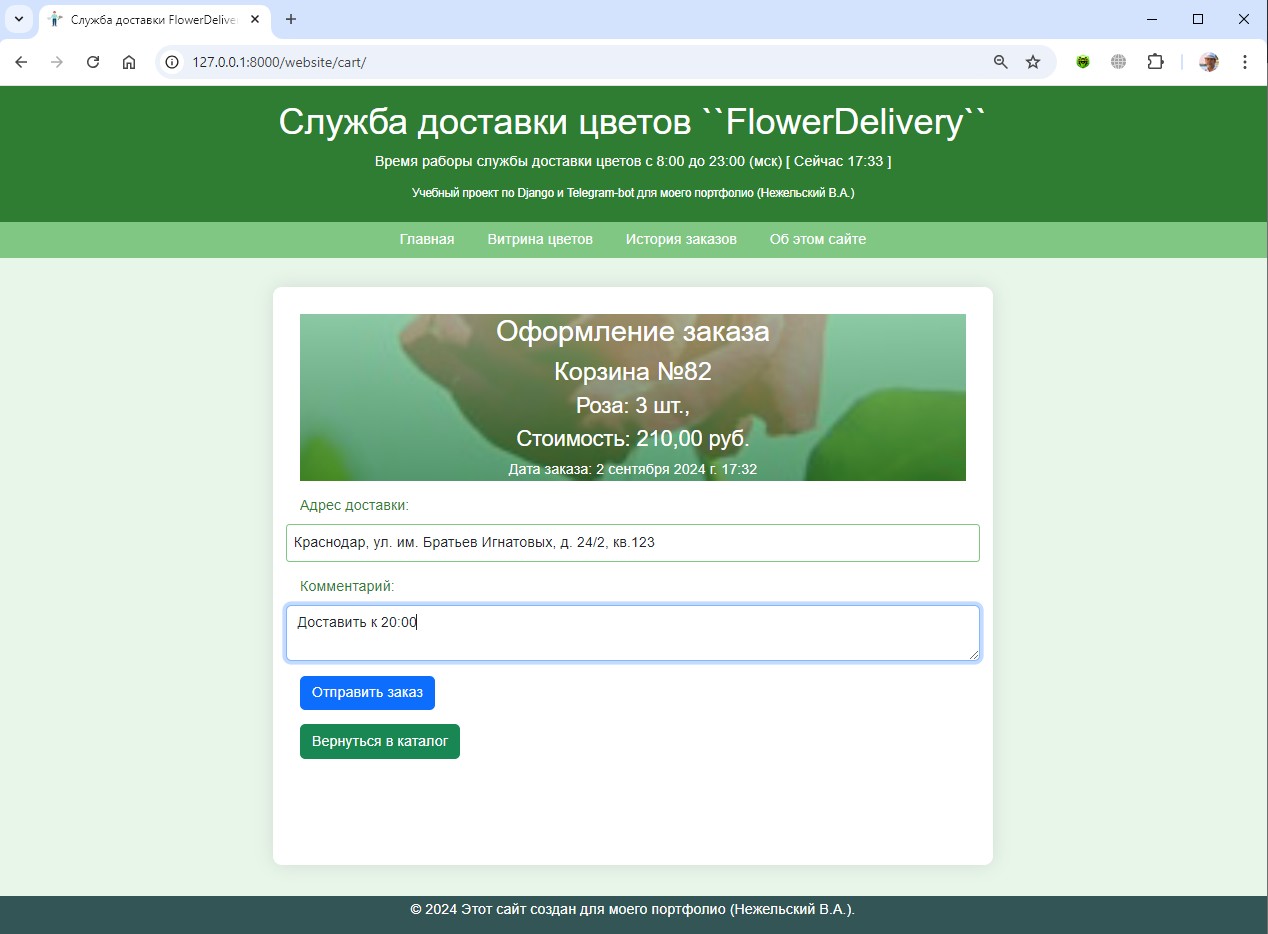 Служба доставки FlowerDelive
127.0.0.1:8000/website/cart/
Служба доставки цветов ``FlowerDelivery``
Время раборы службы доставки цветов с 8:00 до 23:00 (мск) [ Сейчас 17:33 ]
Учебный проект по Django и Telegram-bot для моего портфолио (Нежельский В.А.)
Главная Витрина цветов История заказов Об этом сайте
Оформление заказа
Корзина №82
Роза: 3 шт.,
Стоимость: 210,00 руб.
Дата заказа: 2 сентября 2024 г. 17:32
Адрес доставки:
Краснодар, ул. им. Братьев Игнатовых, д. 24/2, кв.123
Комментарий:
Доставить к 20:00
Отправить заказ
Вернуться в каталог
© 2024 Этот сайт создан для моего портфолио (Нежельский В.А.).